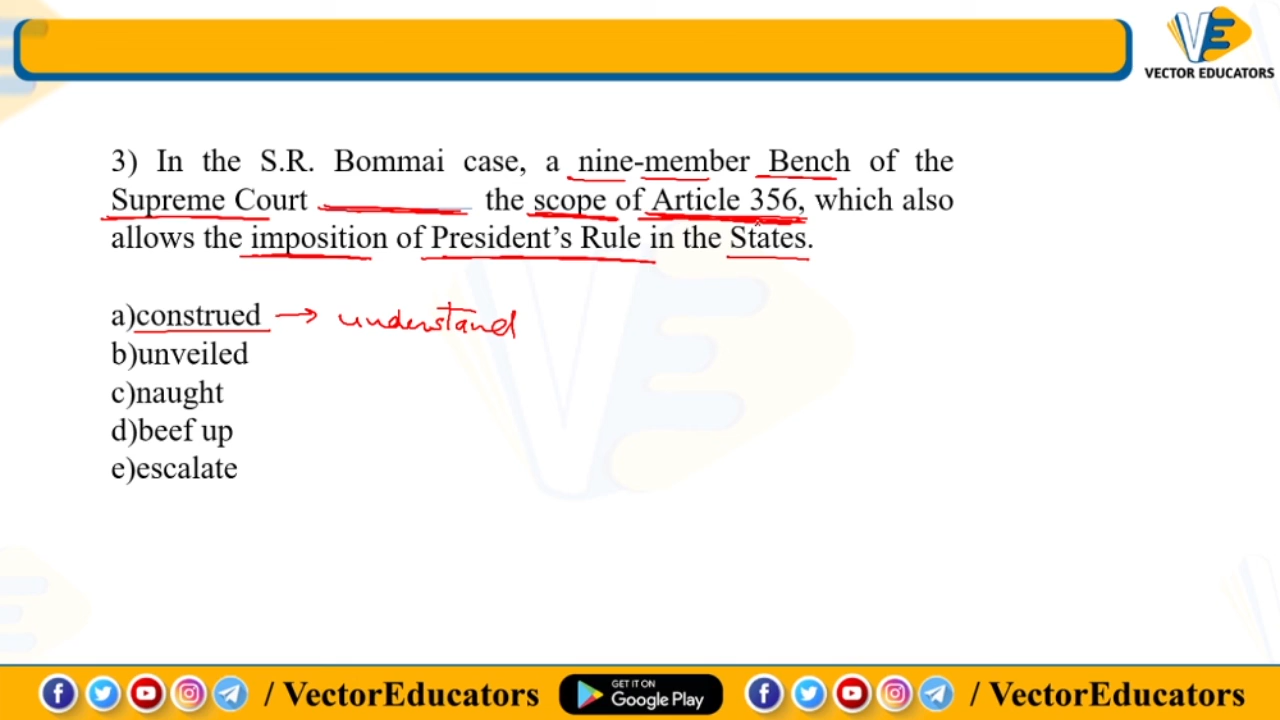 VE
VECTOR EDUCATORS
3) In the S.R. Bommai case, a nine-member Bench of the
Supreme Court __________ the scope of Article 356, which also
allows the imposition of President’s Rule in the States.
a)construed → understand
b)unveiled
c)naught
d)beef up
e)escalate
/ VectorEducators GET IT ON Google Play / VectorEducators